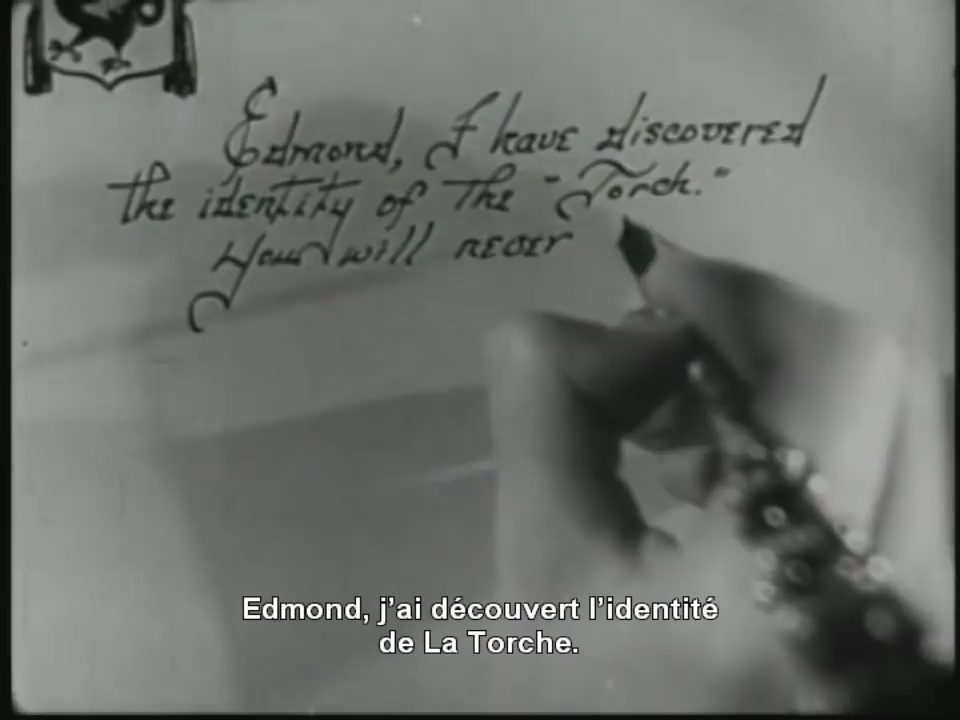 Edmond, I have discovered
the identity of The "Torch."
You will never
Edmond, j'ai découvert l'identité
de La Torche.